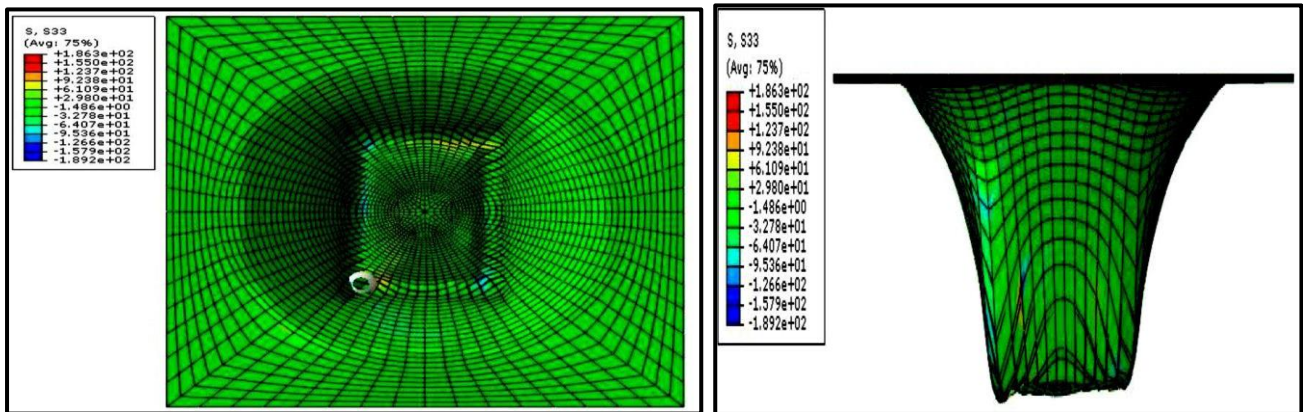 S, S33
(Avg: 75%)
+1.863e+02
+1.550e+02
+1.237e+02
+9.238e+01
+6.109e+01
+2.980e+01
-1.486e+00
-3.278e+01
-6.407e+01
-9.536e+01
-1.266e+02
-1.579e+02
-1.892e+02
S, S33
(Avg: 75%)
+1.863e+02
+1.550e+02
+1.237e+02
+9.238e+01
+6.109e+01
+2.980e+01
-1.486e+00
-3.278e+01
-6.407e+01
-9.536e+01
-1.266e+02
-1.579e+02
-1.892e+02